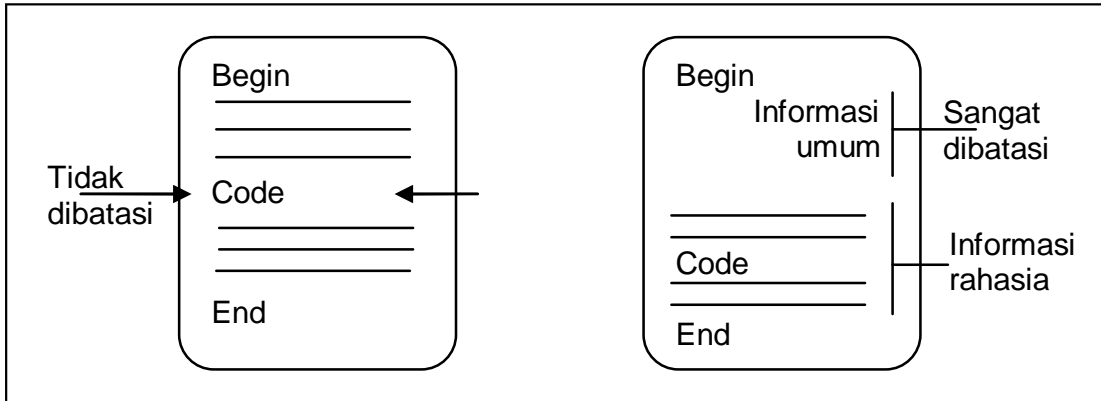 Begin
Tidak
dibatasi
Code
End
Begin
Informasi
umum
Sangat
dibatasi
Code
Informasi
rahasia
End